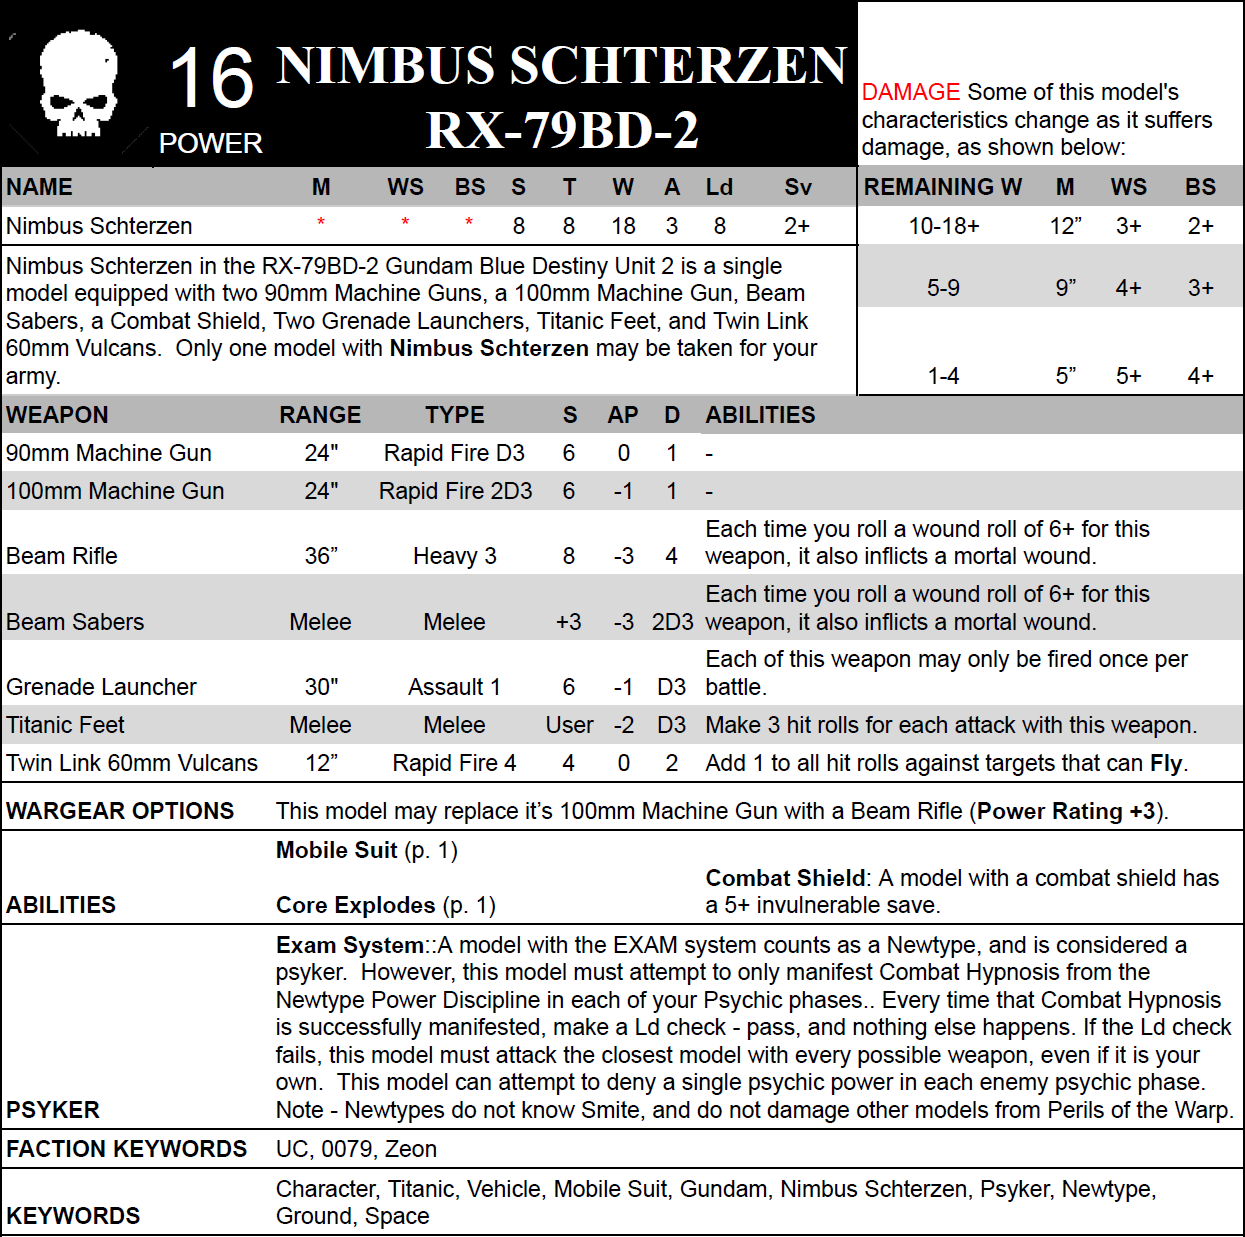 16
POWER
NIMBUS SCHTERZEN
RX-79BD-2
DAMAGE Some of this model's
characteristics change as it suffers
damage, as shown below:
NAME M WS BS S T W A Ld Sv
Nimbus Schterzen * * * 8 8 18 3 8 2+
REMAINING W M WS BS
10-18+ 12” 3+ 2+
5-9 9” 4+ 3+
1-4 5” 5+ 4+
Nimbus Schterzen in the RX-79BD-2 Gundam Blue Destiny Unit 2 is a single
model equipped with two 90mm Machine Guns, a 100mm Machine Gun, Beam
Sabers, a Combat Shield, Two Grenade Launchers, Titanic Feet, and Twin Link
60mm Vulcans.  Only one model with Nimbus Schterzen may be taken for your
army.
WEAPON RANGE TYPE S AP D ABILITIES
90mm Machine Gun 24" Rapid Fire D3 6 0 1 -
100mm Machine Gun 24" Rapid Fire 2D3 6 -1 1 -
Beam Rifle 36” Heavy 3 8 -3 4 Each time you roll a wound roll of 6+ for this
weapon, it also inflicts a mortal wound.
Beam Sabers Melee Melee +3 -3 2D3 Each time you roll a wound roll of 6+ for this
weapon, it also inflicts a mortal wound.
Grenade Launcher 30" Assault 1 6 -1 D3 Each of this weapon may only be fired once per
battle.
Titanic Feet Melee Melee User -2 D3 Make 3 hit rolls for each attack with this weapon.
Twin Link 60mm Vulcans 12” Rapid Fire 4 4 0 2 Add 1 to all hit rolls against targets that can Fly.
WARGEAR OPTIONS This model may replace it’s 100mm Machine Gun with a Beam Rifle (Power Rating +3).
ABILITIES
Mobile Suit (p. 1)
Core Explodes (p. 1)
Combat Shield: A model with a combat shield has
a 5+ invulnerable save.
PSYKER
Exam System::A model with the EXAM system counts as a Newtype, and is considered a
psyker.  However, this model must attempt to only manifest Combat Hypnosis from the
Newtype Power Discipline in each of your Psychic phases.. Every time that Combat Hypnosis
is successfully manifested, make a Ld check - pass, and nothing else happens. If the Ld check
fails, this model must attack the closest model with every possible weapon, even if it is your
own.  This model can attempt to deny a single psychic power in each enemy psychic phase.
Note - Newtypes do not know Smite, and do not damage other models from Perils of the Warp.
FACTION KEYWORDS UC, 0079, Zeon
KEYWORDS
Character, Titanic, Vehicle, Mobile Suit, Gundam, Nimbus Schterzen, Psyker, Newtype,
Ground, Space